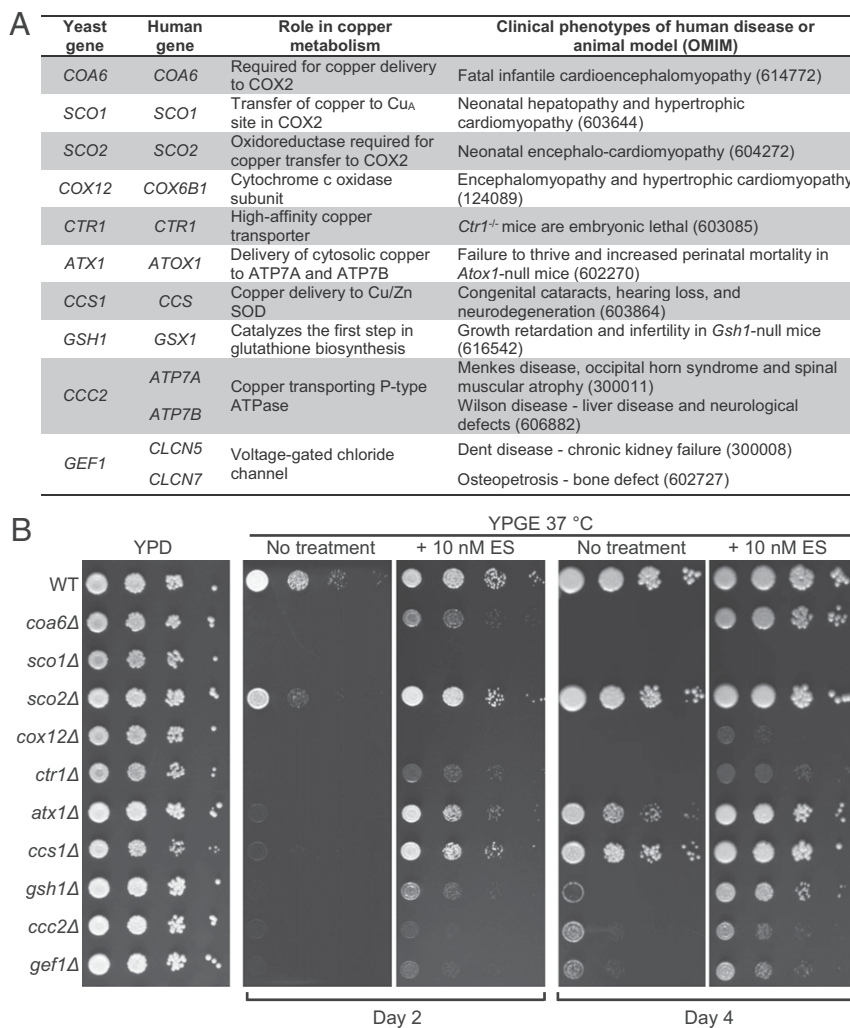 A
Yeast gene Human gene Role in copper metabolism Clinical phenotypes of human disease or animal model (OMIM)
COA6 COA6 Required for copper delivery to COX2 Fatal infantile cardioencephalomyopathy (614772)
SCO1 SCO1 Transfer of copper to CuA site in COX2 Neonatal hepatopathy and hypertrophic cardiomyopathy (603644)
SCO2 SCO2 Oxidoreductase required for copper transfer to COX2 Neonatal encephalo-cardiomyopathy (604272)
COX12 COX6B1 Cytochrome c oxidase subunit Encephalomyopathy and hypertrophic cardiomyopathy (124089)
CTR1 CTR1 High-affinity copper transporter Ctr1-/- mice are embryonic lethal (603085)
ATX1 ATOX1 Delivery of cytosolic copper to ATP7A and ATP7B Failure to thrive and increased perinatal mortality in Atox1-null mice (602270)
CCS1 CCS Copper delivery to Cu/Zn SOD Congenital cataracts, hearing loss, and neurodegeneration (603864)
GSH1 GSX1 Catalyzes the first step in glutathione biosynthesis Growth retardation and infertility in Gsh1-null mice (616542)
CCC2 ATP7A Copper transporting P-type ATPase Menkes disease, occipital horn syndrome and spinal muscular atrophy (300011)
ATP7B Wilson disease - liver disease and neurological defects (606882)
GEF1 CLCN5 Voltage-gated chloride channel Dent disease - chronic kidney failure (300008)
CLCN7 Osteopetrosis - bone defect (602727)
B
YPGE 37 °C
YPD No treatment + 10 nM ES No treatment + 10 nM ES
WT
coa6Δ
sco1Δ
sco2Δ
cox12Δ
ctr1Δ
atx1Δ
ccs1Δ
gsh1Δ
ccc2Δ
gef1Δ
Day 2 Day 4